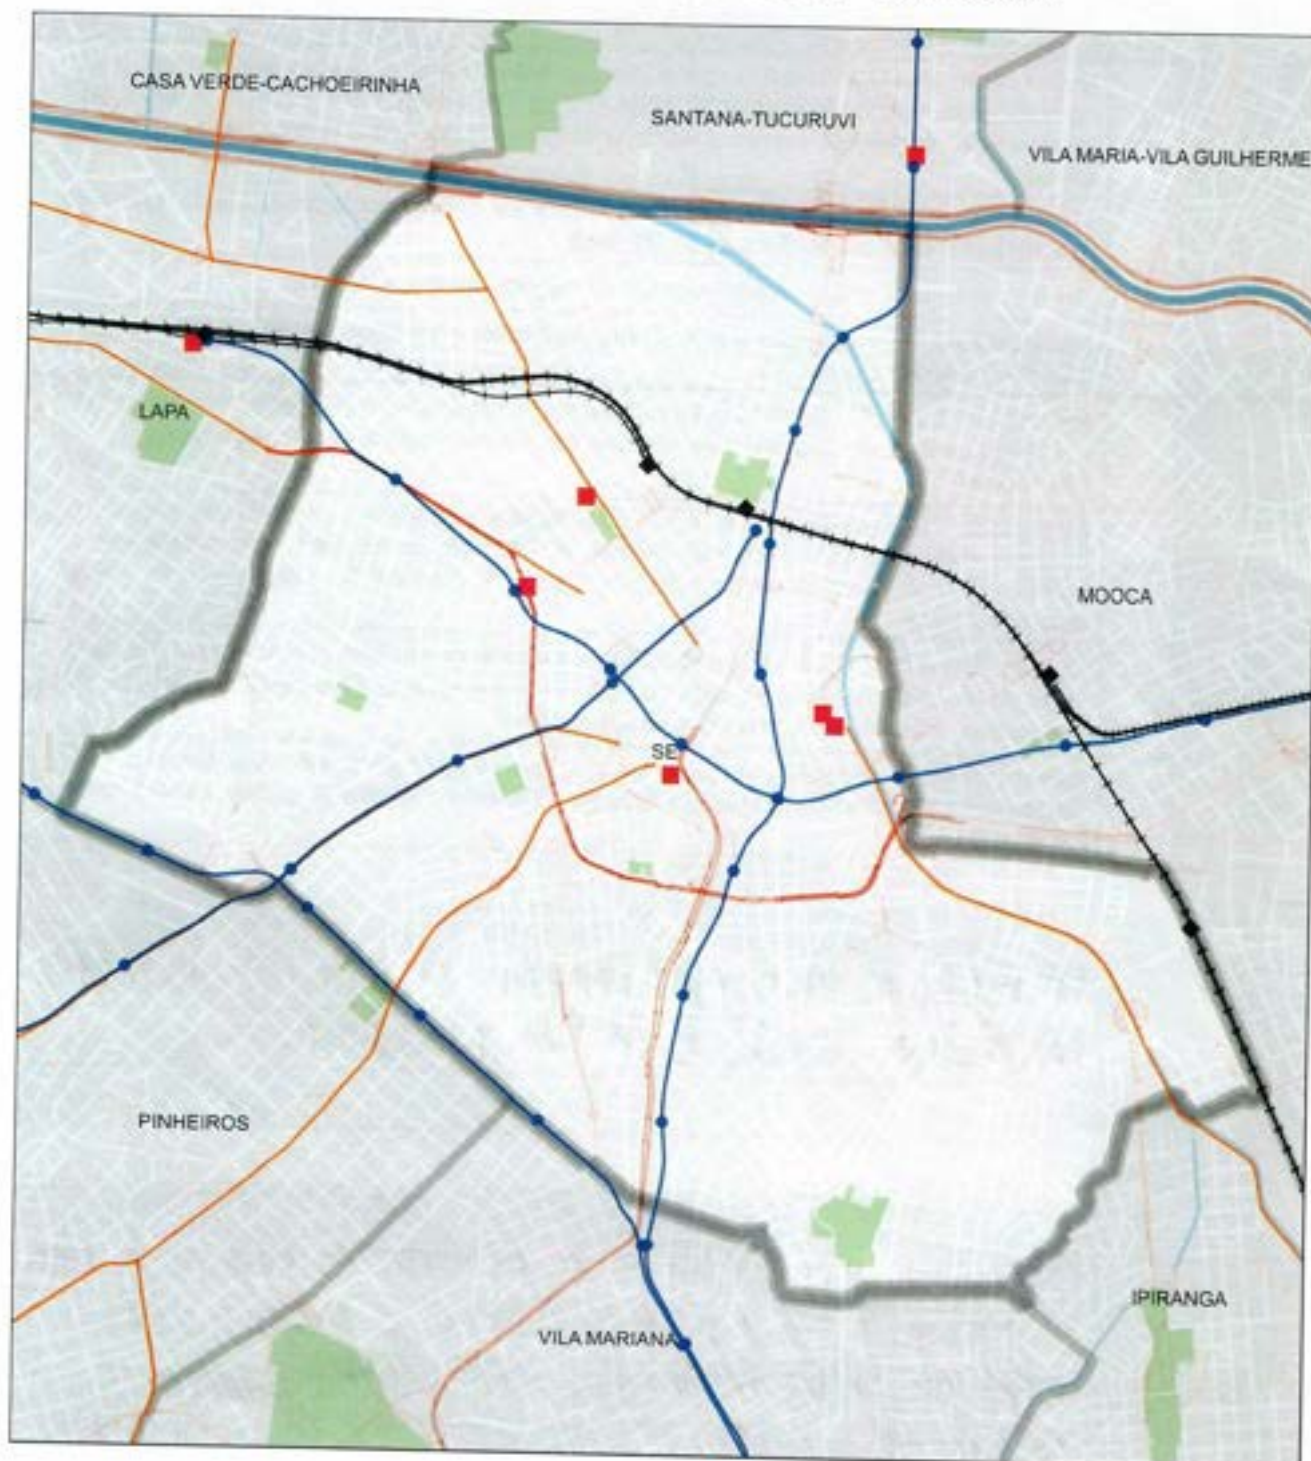 CASA VERDE-CACHOEIRINHA
SANTANA-TUCURUVI
VILA MARIA-VILA GUILHERME
LAPA
MOOCA
SE
PINHEIROS
IPIRANGA
VILA MARIANA